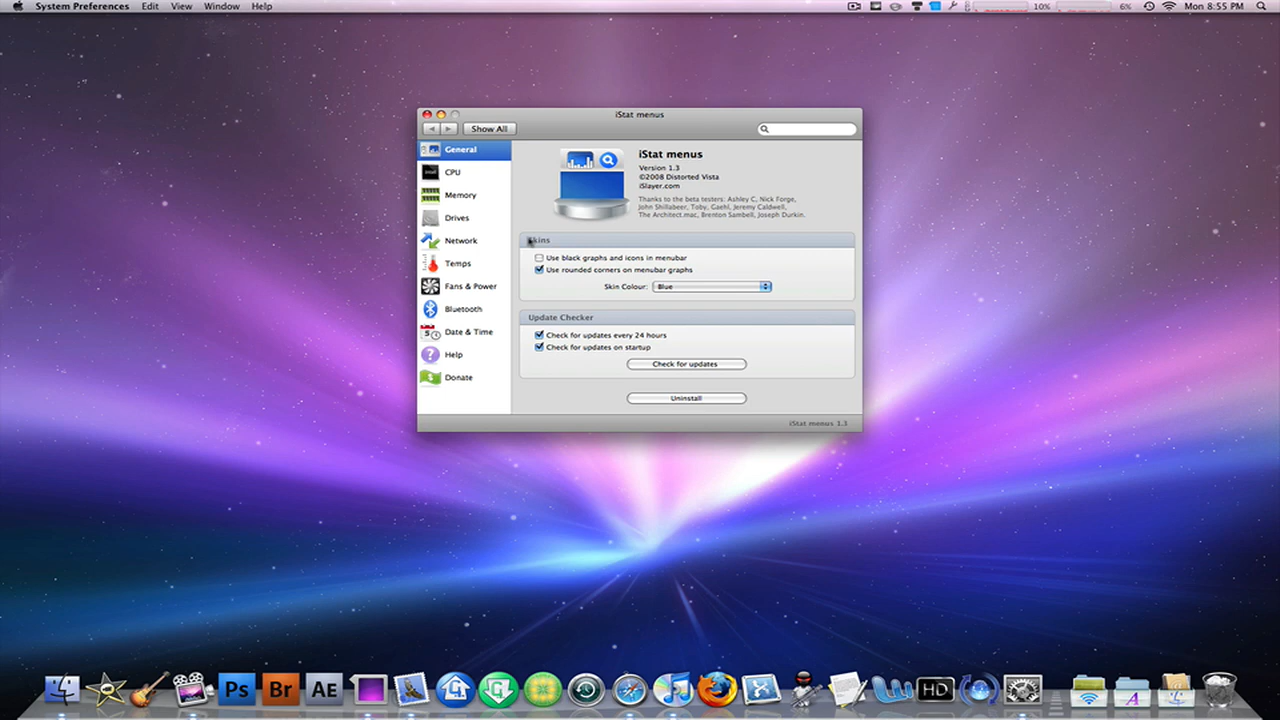 System Preferences Edit View Window Help
10% 6% Mon 8:55 PM
iStat menus
Show All
General
CPU
Memory
Drives
Network
Temps
Fans & Power
Bluetooth
Date & Time
Help
Donate
iStat menus
Version 1.3
©2008 Distorted Vista
iSlayer.com
Thanks to the beta testers: Ashley C, Nick Forge,
John Shillabeer, Toby, Gaehl, Jeremy Caldwell,
The Architect.mac, Brenton Sambell, Joseph Durkin.
Skins
Use black graphs and icons in menubar
Use rounded corners on menubar graphs
Skin Colour: Blue
Update Checker
Check for updates every 24 hours
Check for updates on startup
Check for updates
Uninstall
iStat menus 1.3
Ps Br AE HD